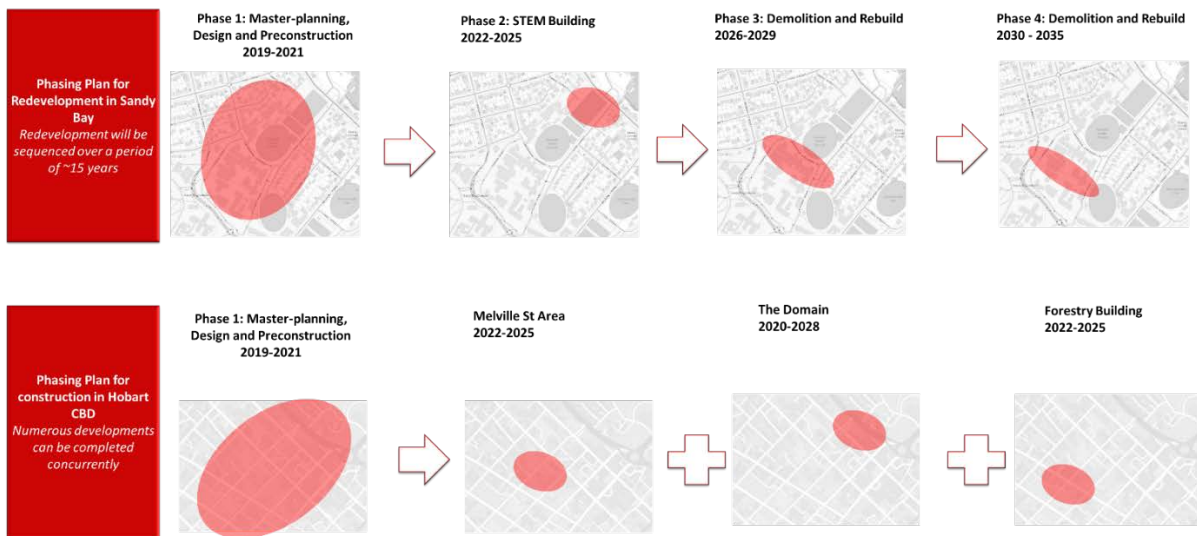 Phasing Plan for
Redevelopment in Sandy
Bay
Redevelopment will be
sequenced over a period
of ~15 years
Phase 1: Master-planning,
Design and Preconstruction
2019-2021
Phase 2: STEM Building
2022-2025
Phase 3: Demolition and Rebuild
2026-2029
Phase 4: Demolition and Rebuild
2030 - 2035
Phasing Plan for
construction in Hobart
CBD
Numerous developments
can be completed
concurrently
Phase 1: Master-planning,
Design and Preconstruction
2019-2021
Melville St Area
2022-2025
The Domain
2020-2028
Forestry Building
2022-2025